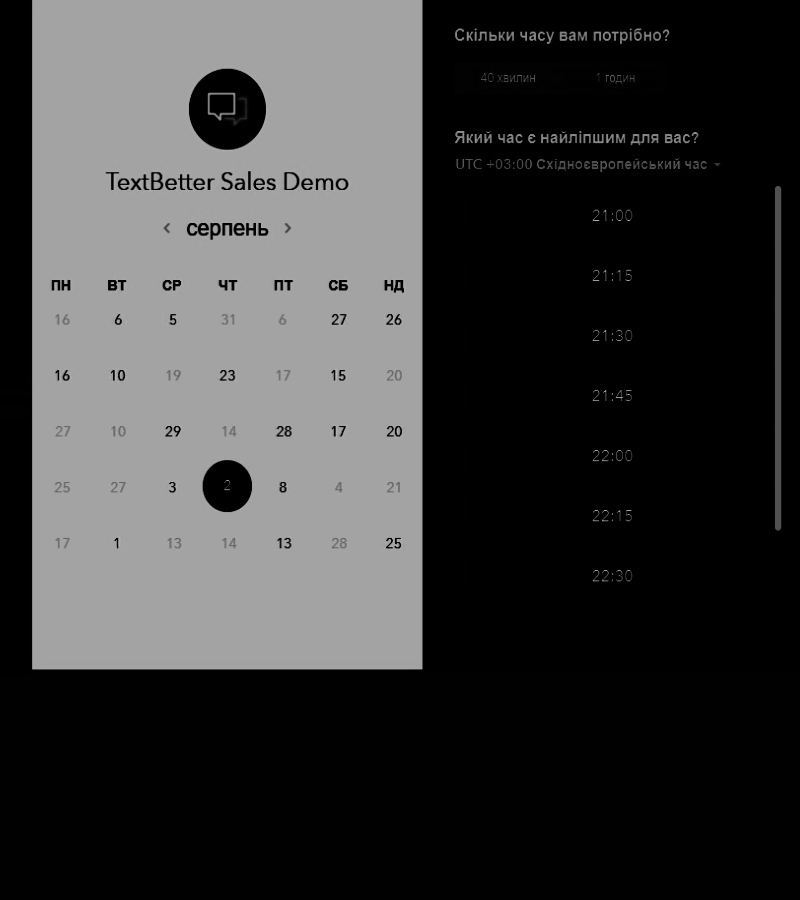 TextBetter Sales Demo
серпень
ПН ВТ СР ЧТ ПТ СБ НД
16 6 5 31 6 27 26
16 10 19 23 17 15 20
27 10 29 14 28 17 20
25 27 3 2 8 4 21
17 1 13 14 13 28 25
Скільки часу вам потрібно?
40 хвилин 1 годин
Який час є найліпшим для вас?
UTC +03:00 Східноєвропейський час
21:00
21:15
21:30
21:45
22:00
22:15
22:30